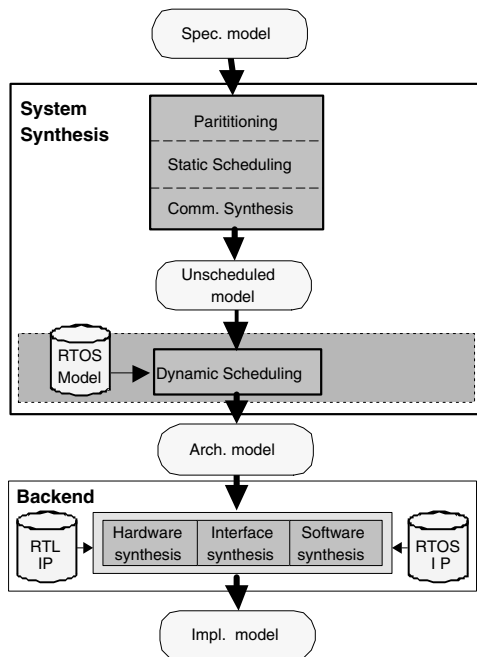 Spec. model
System
Synthesis
Parititioning
Static Scheduling
Comm. Synthesis
Unscheduled
model
RTOS
Model
Dynamic Scheduling
Arch. model
Backend
RTL
IP
Hardware
synthesis
Interface
synthesis
Software
synthesis
RTOS
I P
Impl. model